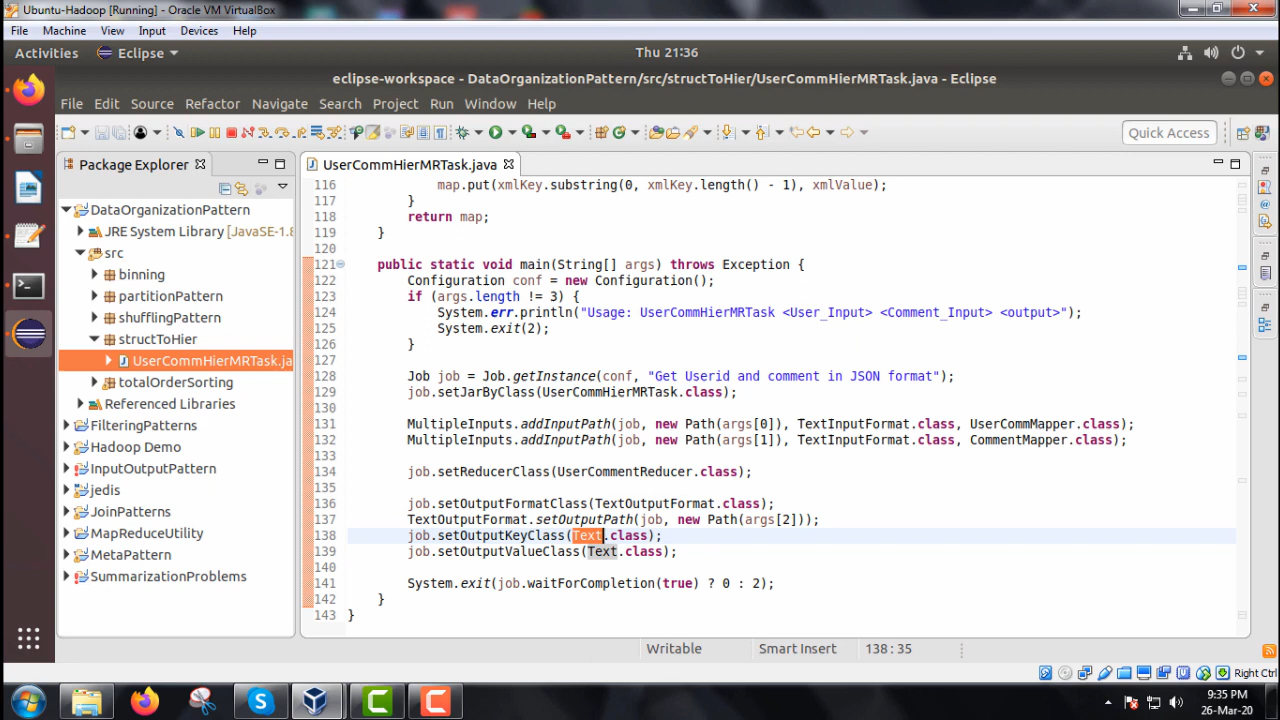 Ubuntu-Hadoop [Running] - Oracle VM VirtualBox
File Machine View Input Devices Help
Activities Eclipse Thu 21:36
eclipse-workspace - DataOrganizationPattern/src/structToHier/UserCommHierMRTask.java - Eclipse
File Edit Source Refactor Navigate Search Project Run Window Help
Quick Access
Package Explorer
UserCommHierMRTask.java
DataOrganizationPattern
JRE System Library [JavaSE-1.8
src
binning
partitionPattern
shufflingPattern
structToHier
UserCommHierMRTask.ja
totalOrderSorting
Referenced Libraries
FilteringPatterns
Hadoop Demo
InputOutputPattern
jedis
JoinPatterns
MapReduceUtility
MetaPattern
SummarizationPatterns
116 map.put(xmlKey.substring(0, xmlKey.length() - 1), xmlValue);
117 }
118 return map;
119 }
120
121 public static void main(String[] args) throws Exception {
122 Configuration conf = new Configuration();
123 if (args.length != 3) {
124 System.err.println("Usage: UserCommHierMRTask <User_Input> <Comment_Input> <output>");
125 System.exit(2);
126 }
127
128 Job job = Job.getInstance(conf, "Get Userid and comment in JSON format");
129 job.setJarByClass(UserCommHierMRTask.class);
130
131 MultipleInputs.addInputPath(job, new Path(args[0]), TextInputFormat.class, UserCommMapper.class);
132 MultipleInputs.addInputPath(job, new Path(args[1]), TextInputFormat.class, CommentMapper.class);
133
134 job.setReducerClass(UserCommentReducer.class);
135
136 job.setOutputFormatClass(TextOutputFormat.class);
137 TextOutputFormat.setOutputPath(job, new Path(args[2]));
138 job.setOutputKeyClass(Text.class);
139 job.setOutputValueClass(Text.class);
140
141 System.exit(job.waitForCompletion(true) ? 0 : 2);
142 }
143 }
Writable Smart Insert 138 : 35
Right Ctrl
9:35 PM
26-Mar-20